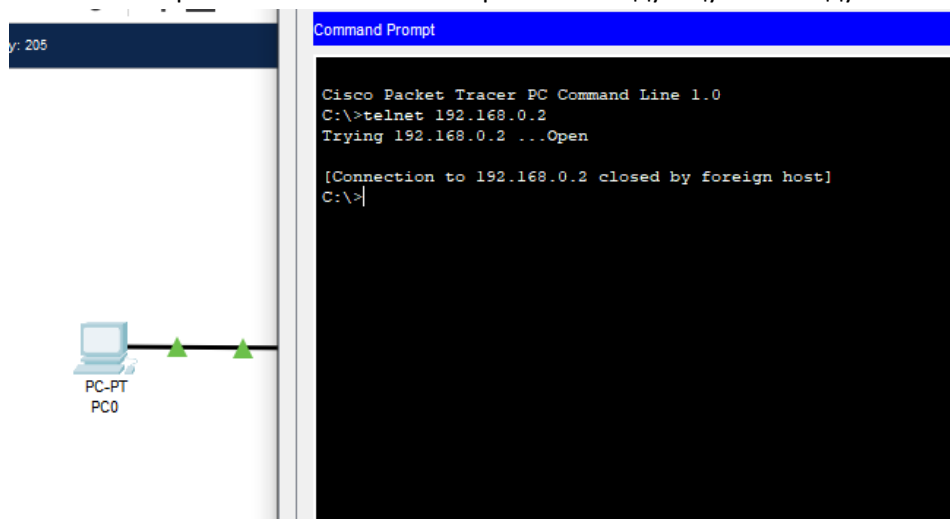 y: 205
Command Prompt
Cisco Packet Tracer PC Command Line 1.0
C:\>telnet 192.168.0.2
Trying 192.168.0.2 ...Open
[Connection to 192.168.0.2 closed by foreign host]
C:\>
PC-PT
PC0